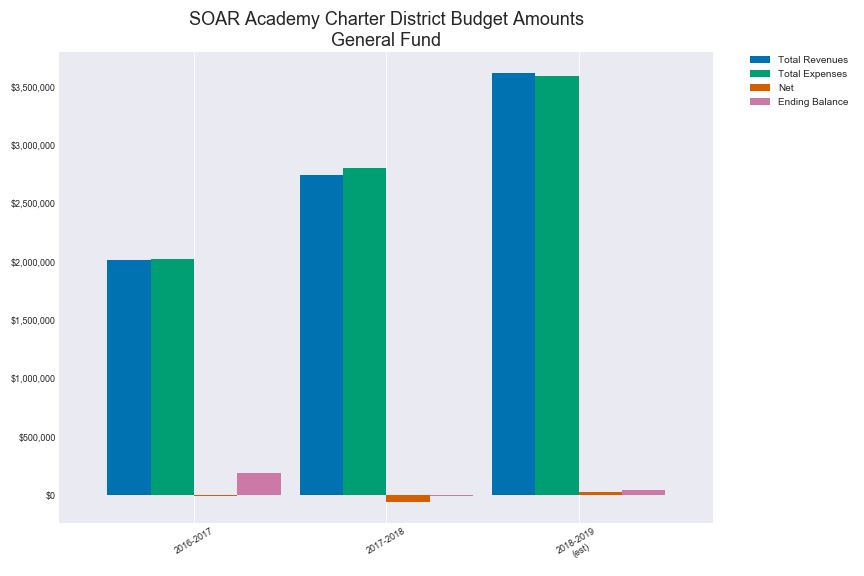 SOAR Academy Charter District Budget Amounts
General Fund
Total Revenues
Total Expenses
Net
Ending Balance
$3,500,000
$3,000,000
$2,500,000
$2,000,000
$1,500,000
$1,000,000
$500,000
$0
2016-2017
2017-2018
2018-2019
(est)